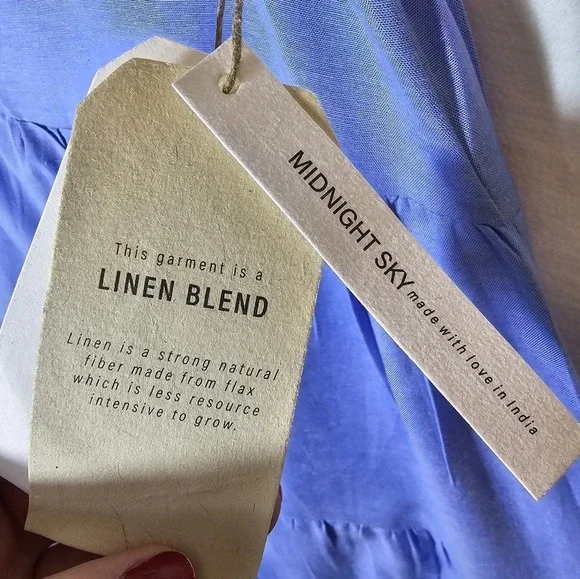 This garment is a
LINEN BLEND
Linen is a strong natural
fiber made from flax
which is less resource
intensive to grow.
MIDNIGHT SKY made with love in India